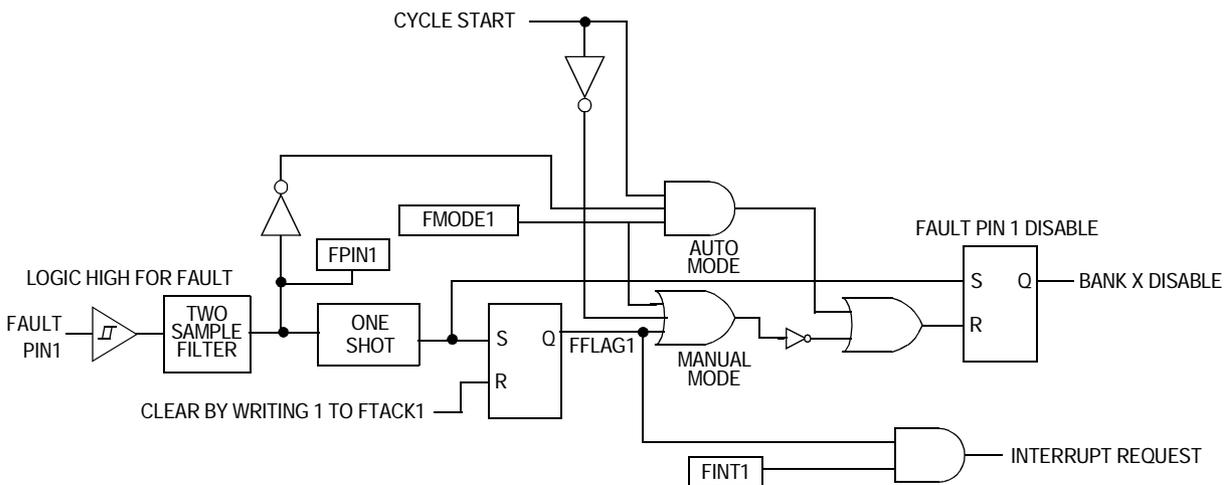 CYCLE START
FMODE1
AUTO
MODE
FAULT PIN 1 DISABLE
FPIN1
LOGIC HIGH FOR FAULT
S
Q
BANK X DISABLE
R
FAULT
PIN1
TWO
SAMPLE
FILTER
ONE
SHOT
S
Q
FFLAG1
R
MANUAL
MODE
CLEAR BY WRITING 1 TO FTACK1
FINT1
INTERRUPT REQUEST